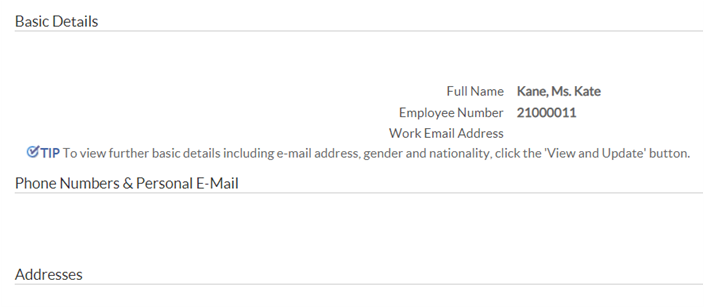 Basic Details
Full Name Kane, Ms. Kate
Employee Number 21000011
Work Email Address
TIP To view further basic details including e-mail address, gender and nationality, click the 'View and Update' button.
Phone Numbers & Personal E-Mail
Addresses